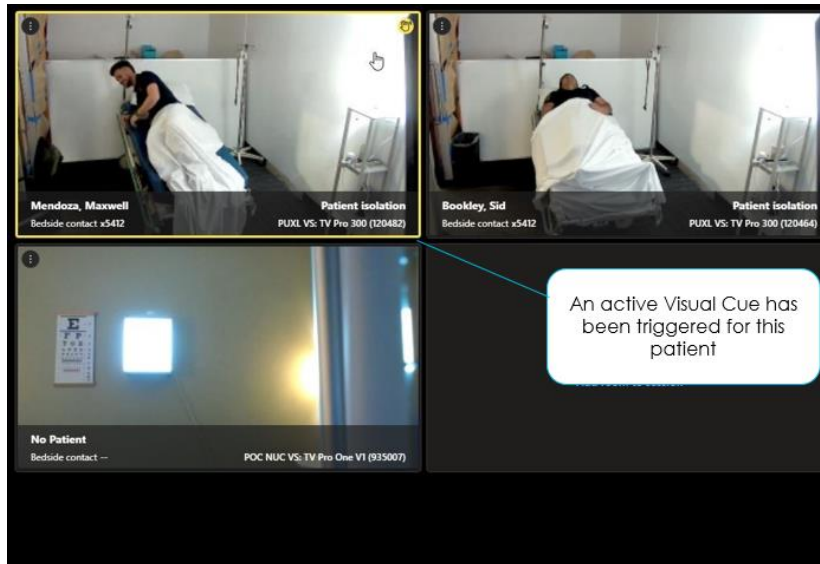 Mendoza, Maxwell
Patient isolation
Bedside contact x5412
PUXL VS: TV Pro 300 (120482)
Bookley, Sid
Patient isolation
Bedside contact x5412
PUXL VS: TV Pro 300 (120464)
An active Visual Cue has
been triggered for this
patient
E
F P
No Patient
Bedside contact --
POC NUC VS: TV Pro One V1 (935007)